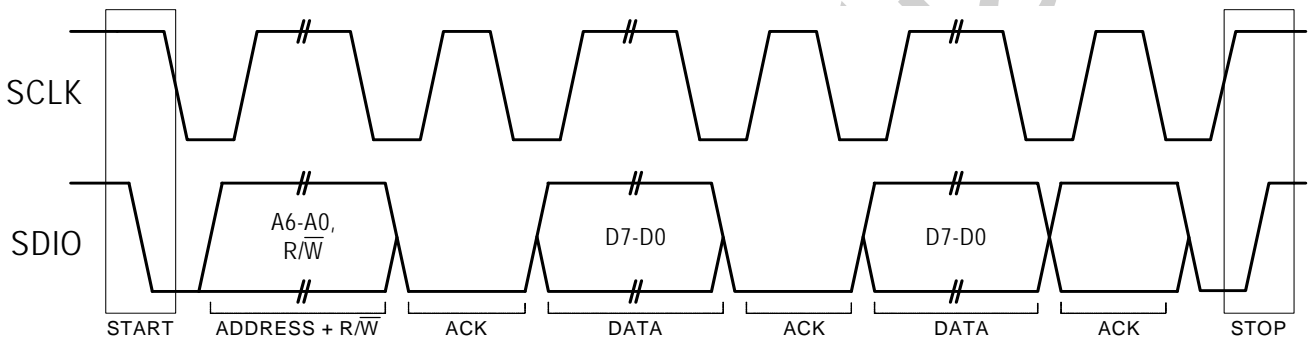 SCLK
SDIO
A6-A0,
R/W̅
D7-D0
D7-D0
START
ADDRESS + R/W̅
ACK
DATA
ACK
DATA
ACK
STOP